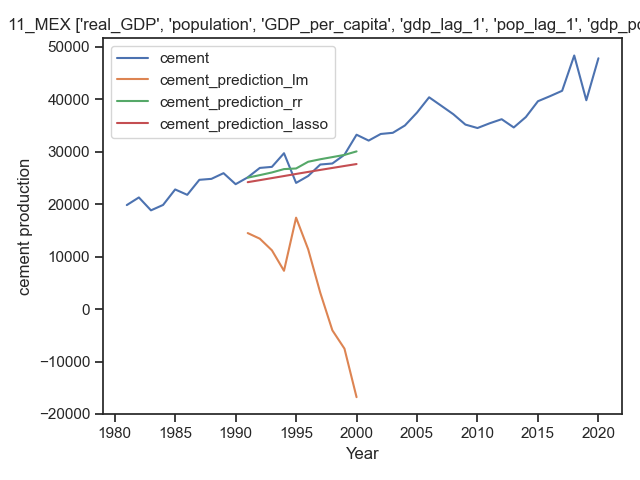 11_MEX ['real_GDP', 'population', 'GDP_per_capita', 'gdp_lag_1', 'pop_lag_1', 'gdp_po
50000
40000
30000
20000
10000
0
−10000
−20000
cement production
cement
cement_prediction_lm
cement_prediction_rr
cement_prediction_lasso
1980 1985 1990 1995 2000 2005 2010 2015 2020
Year